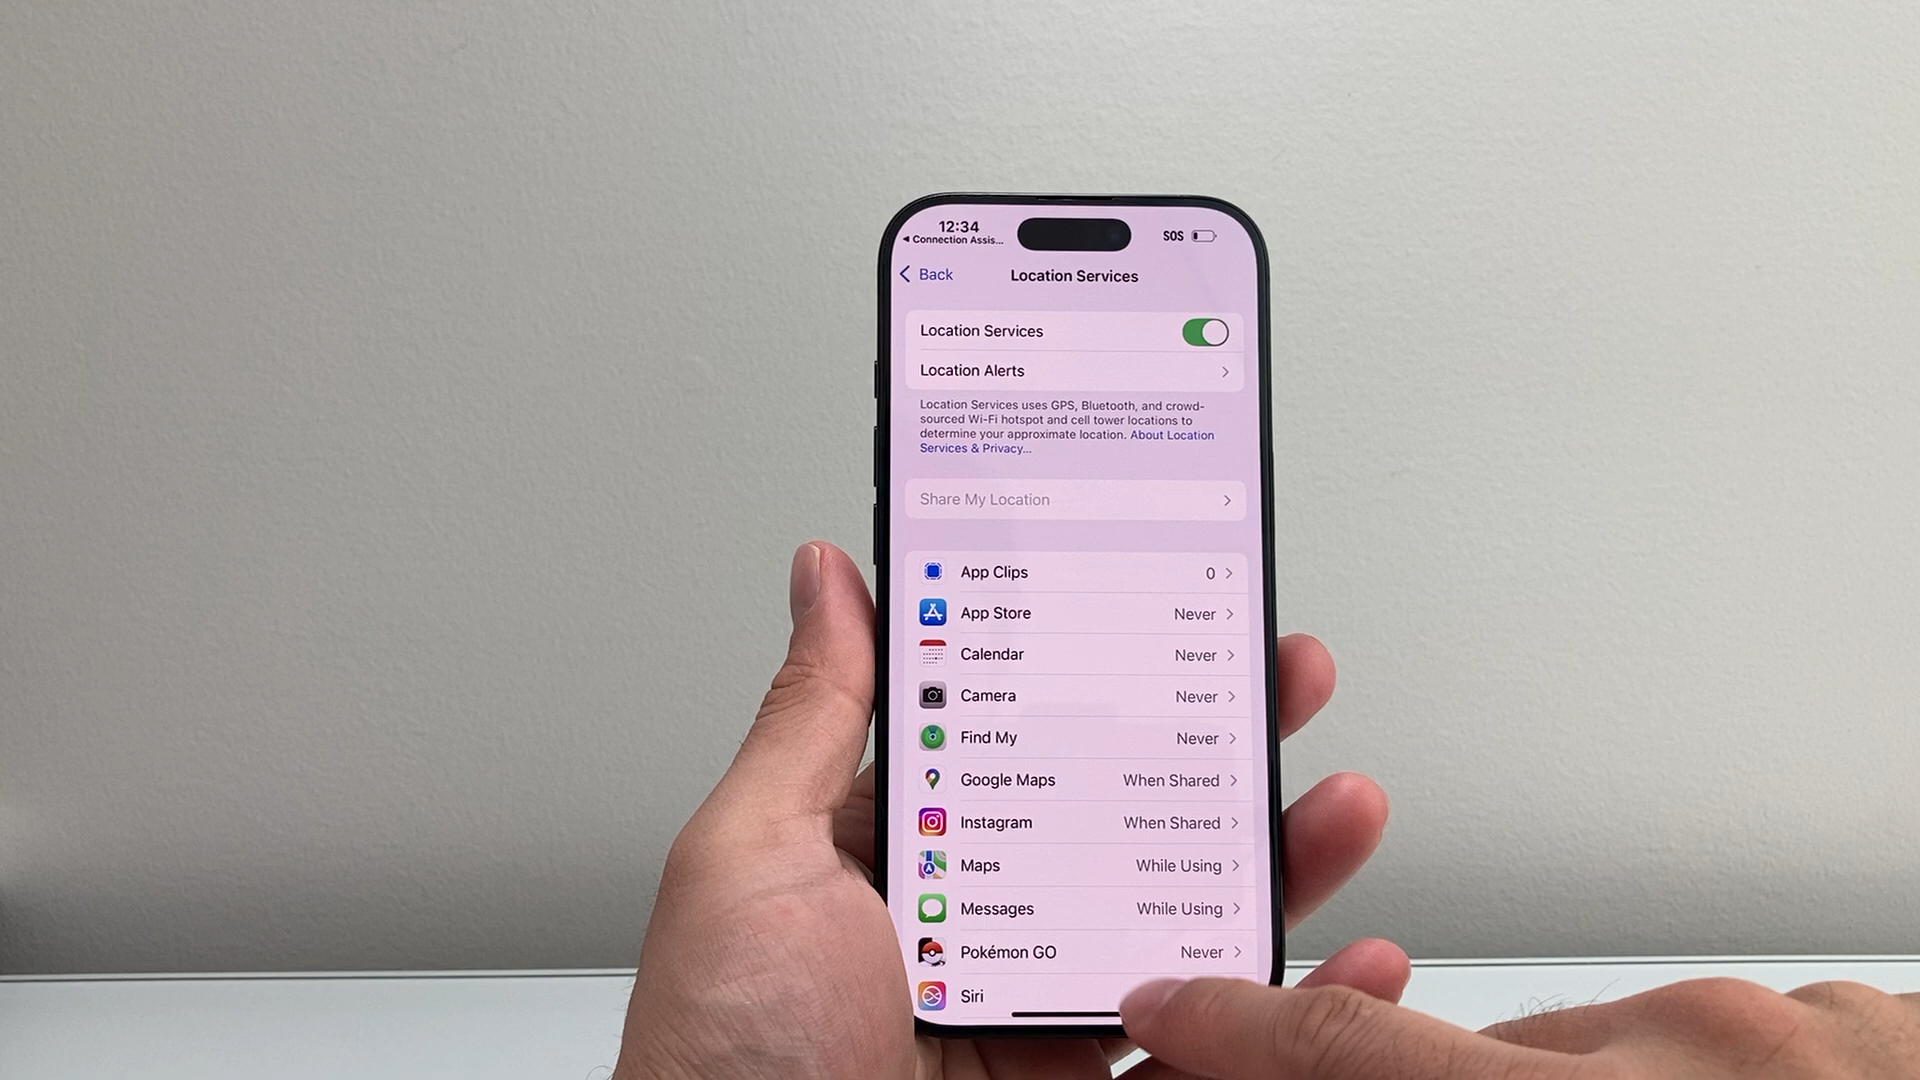 12:34
SOS
◀ Connection Assis...
Back
Location Services
Location Services
Location Alerts
Location Services uses GPS, Bluetooth, and crowd-
sourced Wi-Fi hotspot and cell tower locations to
determine your approximate location. About Location
Services & Privacy...
Share My Location
App Clips 0
App Store Never
Calendar Never
Camera Never
Find My Never
Google Maps When Shared
Instagram When Shared
Maps While Using
Messages While Using
Pokémon GO Never
Siri